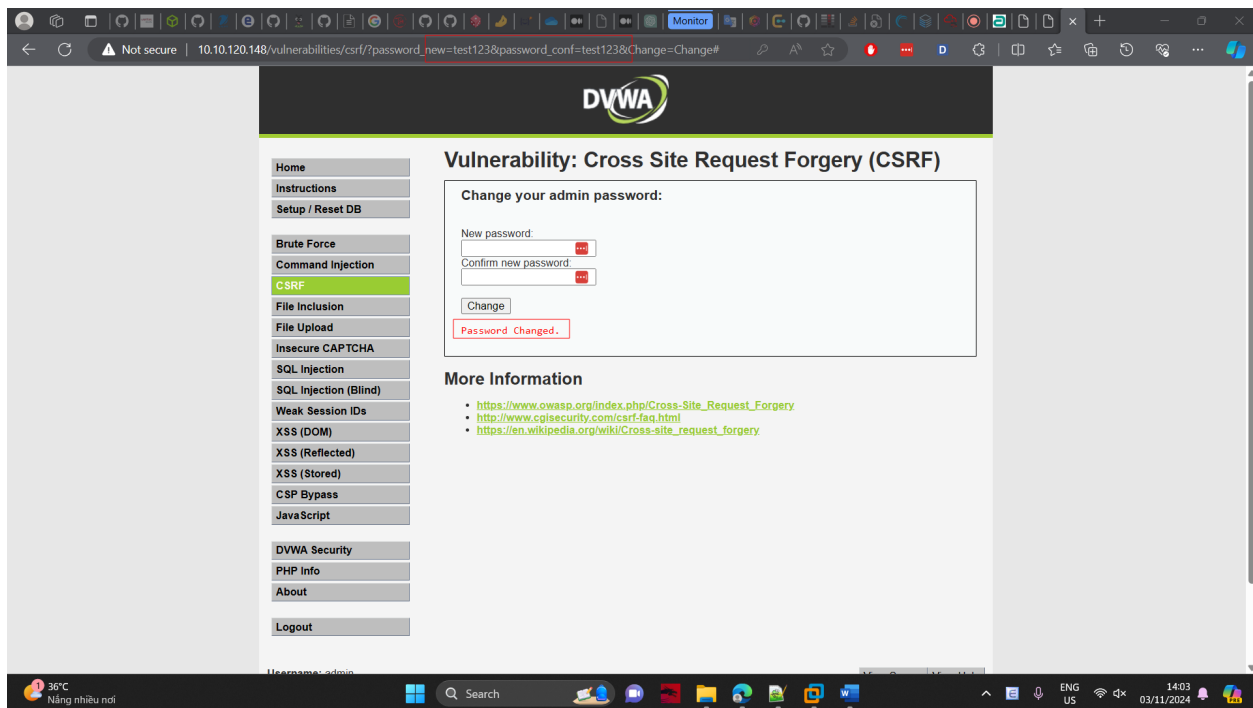 Monitor
Not secure | 10.10.120.148/vulnerabilities/csrf/?password_new=test123&password_conf=test123&Change=Change#
DVWA
Home
Instructions
Setup / Reset DB
Brute Force
Command Injection
CSRF
File Inclusion
File Upload
Insecure CAPTCHA
SQL Injection
SQL Injection (Blind)
Weak Session IDs
XSS (DOM)
XSS (Reflected)
XSS (Stored)
CSP Bypass
JavaScript
DVWA Security
PHP Info
About
Logout
Vulnerability: Cross Site Request Forgery (CSRF)
Change your admin password:
New password:
Confirm new password:
Change
Password Changed.
More Information
https://www.owasp.org/index.php/Cross-Site_Request_Forgery
http://www.cgisecurity.com/csrf-faq.html
https://en.wikipedia.org/wiki/Cross-site_request_forgery
Username: admin
36°C
Nắng nhiều nơi
Search
ENG
US
14:03
03/11/2024